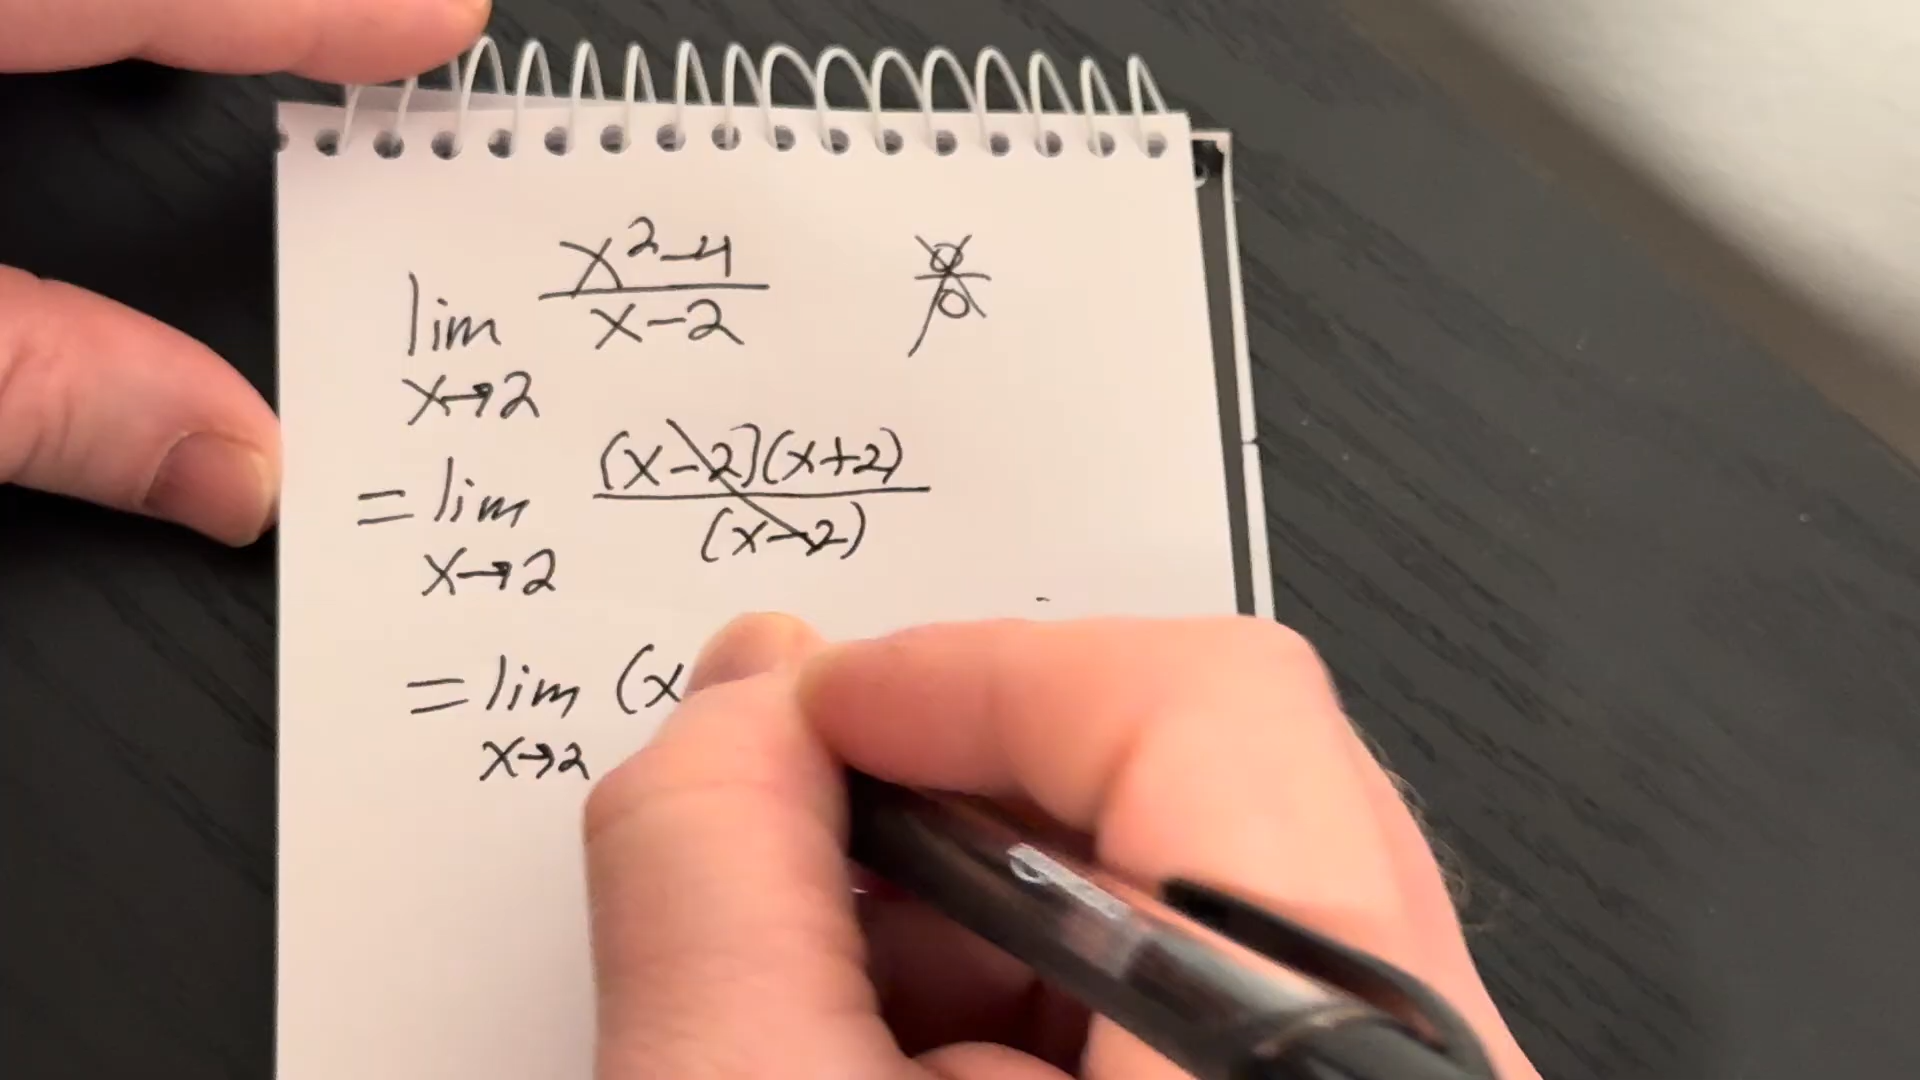 lim x→2 (x²-4)/(x-2) 0/0
= lim x→2 (x-2)(x+2)/(x-2)
= lim x→2 (x